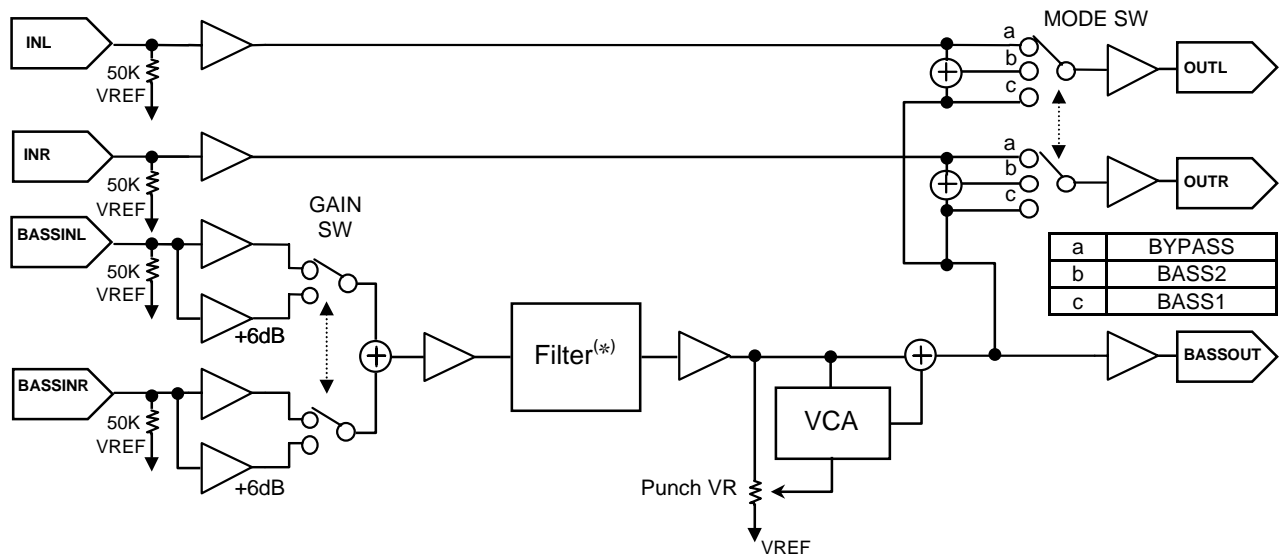 MODE SW
INL
a
OUTL
b
50K
VREF
c
INR
a
OUTR
b
50K
VREF
c
GAIN
SW
BASSINL
a BYPASS
b BASS2
c BASS1
50K
VREF
+6dB
Filter(*)
BASSOUT
BASSINR
50K
VREF
VCA
+6dB
Punch VR
VREF